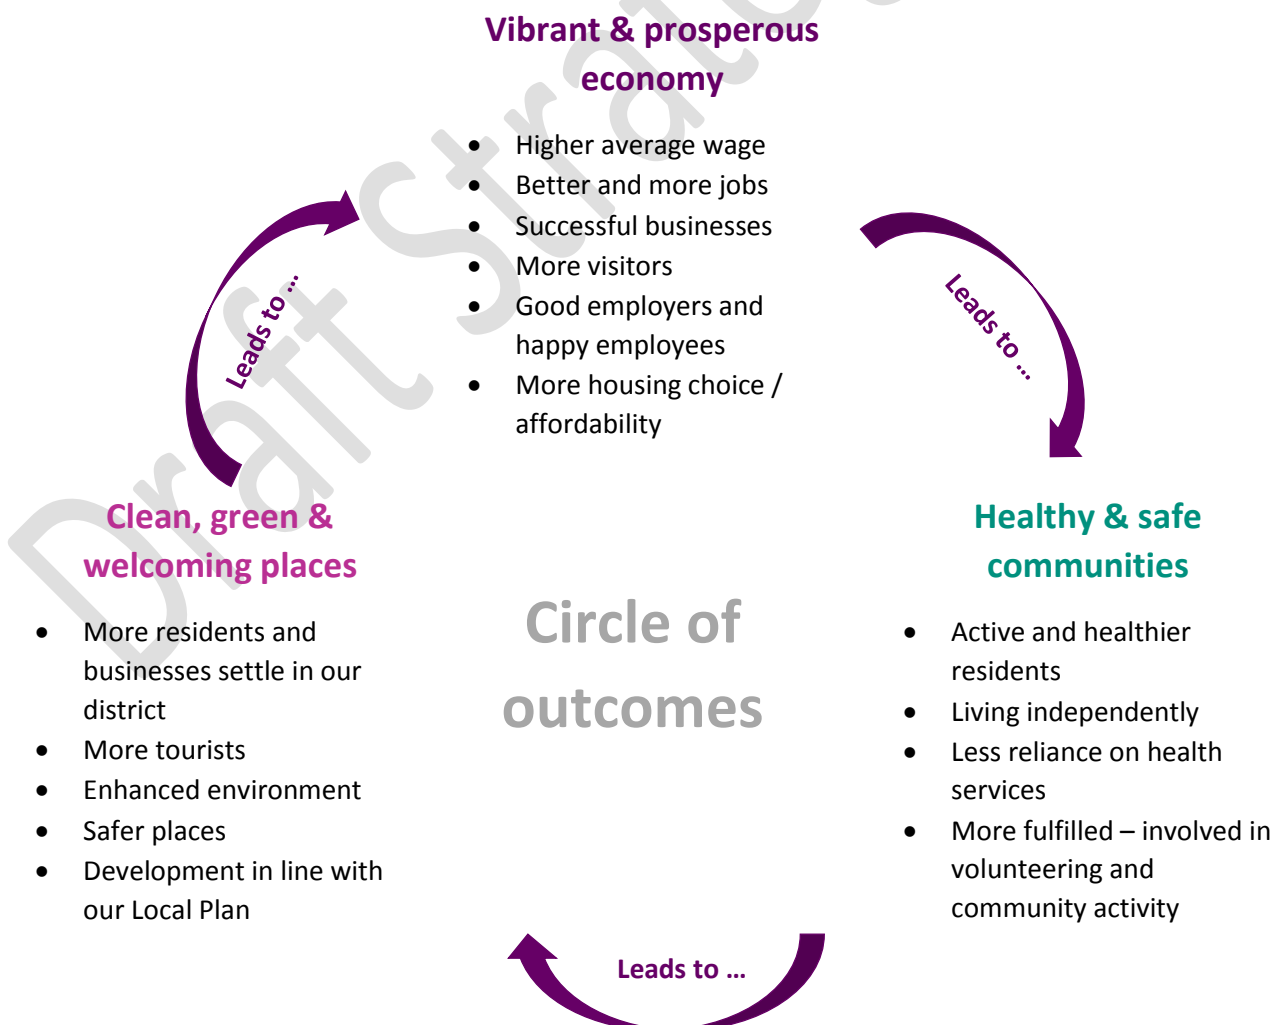 Vibrant & prosperous
economy
• Higher average wage
• Better and more jobs
• Successful businesses
• More visitors
• Good employers and
happy employees
• More housing choice /
affordability
Leads to ...
Leads to ...
Clean, green &
welcoming places
• More residents and
businesses settle in our
district
• More tourists
• Enhanced environment
• Safer places
• Development in line with
our Local Plan
Circle of
outcomes
Healthy & safe
communities
• Active and healthier
residents
• Living independently
• Less reliance on health
services
• More fulfilled – involved in
volunteering and
community activity
Leads to ...
Draft